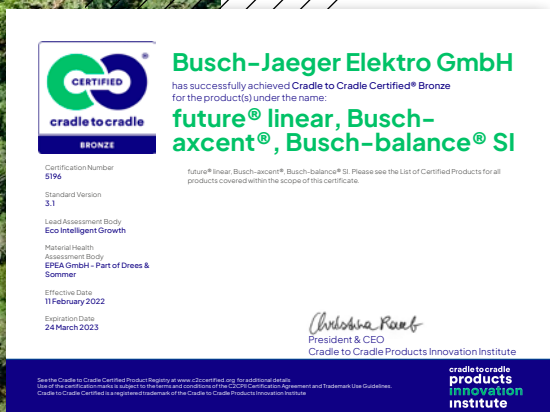 Busch-Jaeger Elektro GmbH
has successfully achieved Cradle to Cradle Certified® Bronze
for the product(s) under the name:
future® linear, Busch-
axcent®, Busch-balance® SI
future® linear, Busch-axcent®, Busch-balance® SI. Please see the List of Certified Products for all
products covered within the scope of this certificate.
®
CERTIFIED
cradletocradle
BRONZE
Certification Number
5196
Standard Version
3.1
Lead Assessment Body
Eco Intelligent Growth
Material Health
Assessment Body
EPEA GmbH - Part of Drees &
Sommer
Effective Date
11 February 2022
Expiration Date
24 March 2023
Christina Raab
President & CEO
Cradle to Cradle Products Innovation Institute
See the Cradle to Cradle Certified Product Registry at www.c2ccertified.org for additional details
Use of the certification marks is subject to the terms and conditions of the C2CPII Certification Agreement and Trademark Use Guidelines.
Cradle to Cradle Certified is a registered trademark of the Cradle to Cradle Products Innovation Institute
cradletocradle
products
innovation
institute